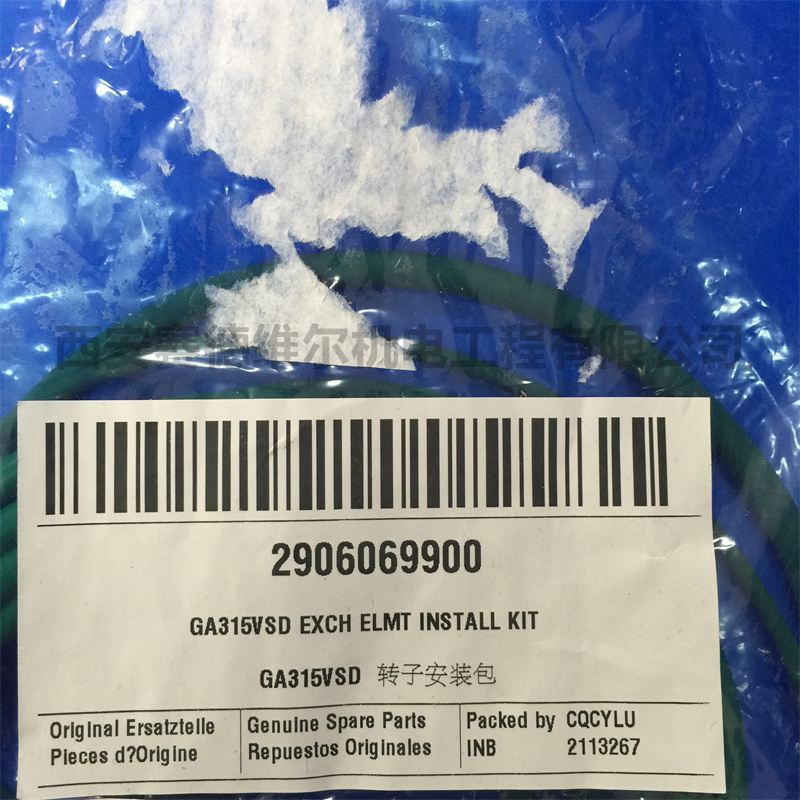 西安赛德维尔机电工程有限公司
2906069900
GA315VSD EXCH ELMT INSTALL KIT
GA315VSD 转子安装包
Original Ersatzteile
Pieces d?Origine
Genuine Spare Parts
Repuestos Originales
Packed by CQCYLU
INB 2113267